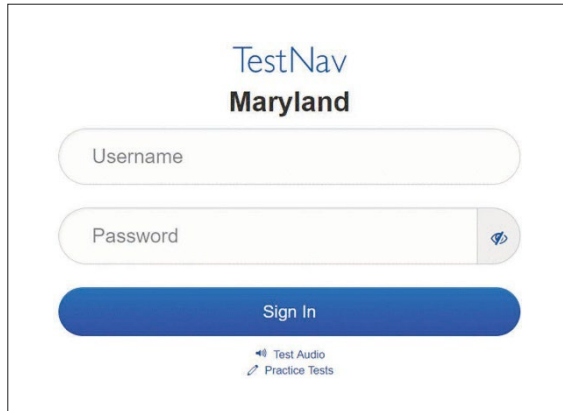 TestNav
Maryland
Username
Password
Sign In
Test Audio
Practice Tests